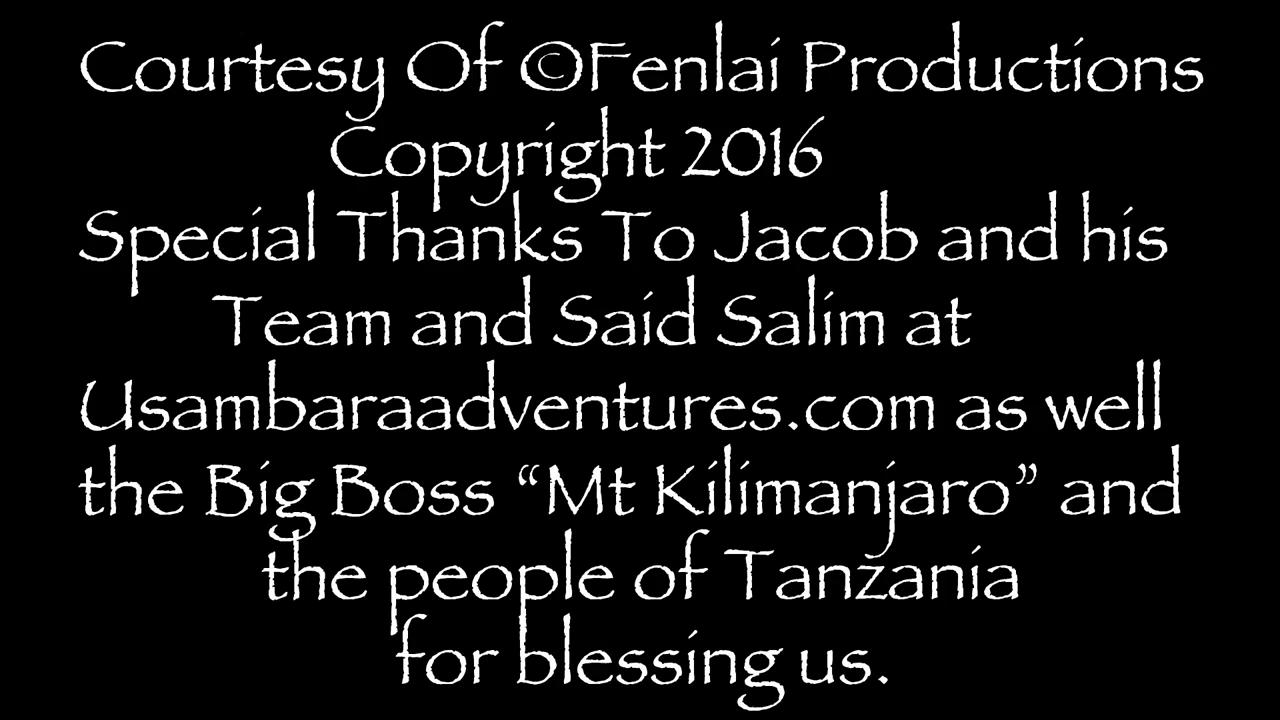 Courtesy Of ©Fenlai Productions
Copyright 2016
Special Thanks To Jacob and his
Team and Said Salim at
Usambaraadventures.com as well
the Big Boss “Mt Kilimanjaro” and
the people of Tanzania
for blessing us.